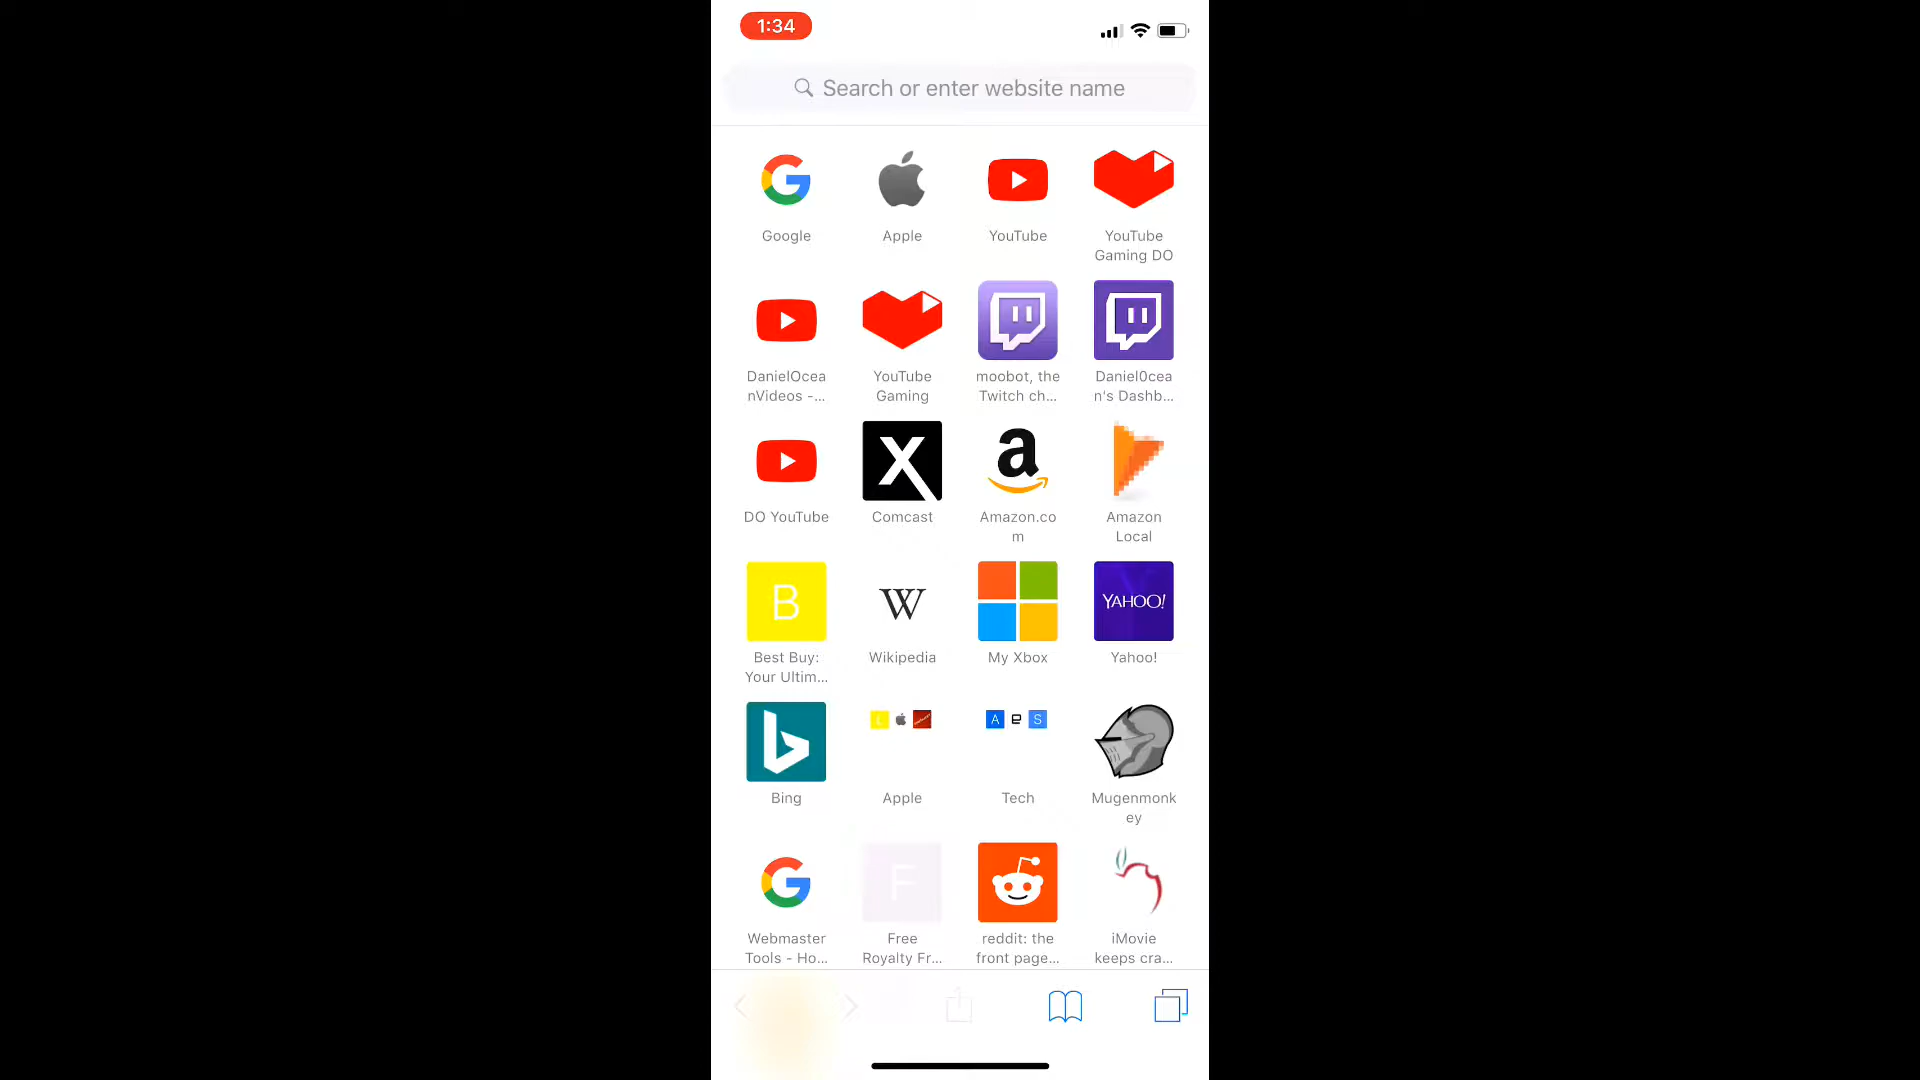 1:34
Search or enter website name
Google
Apple
YouTube
YouTube
Gaming DO
DanielOcea
nVideos -...
YouTube
Gaming
moobot, the
Twitch ch...
Daniel0cea
n's Dashb...
DO YouTube
X
Comcast
a
Amazon.co
m
Amazon
Local
B
Best Buy:
Your Ultim...
W
Wikipedia
My Xbox
YAHOO!
Yahoo!
b
Bing
L
Apple
A e S
Tech
Mugenmonk
ey
Webmaster
Tools - Ho...
F
Free
Royalty Fr...
reddit: the
front page...
iMovie
keeps cra...